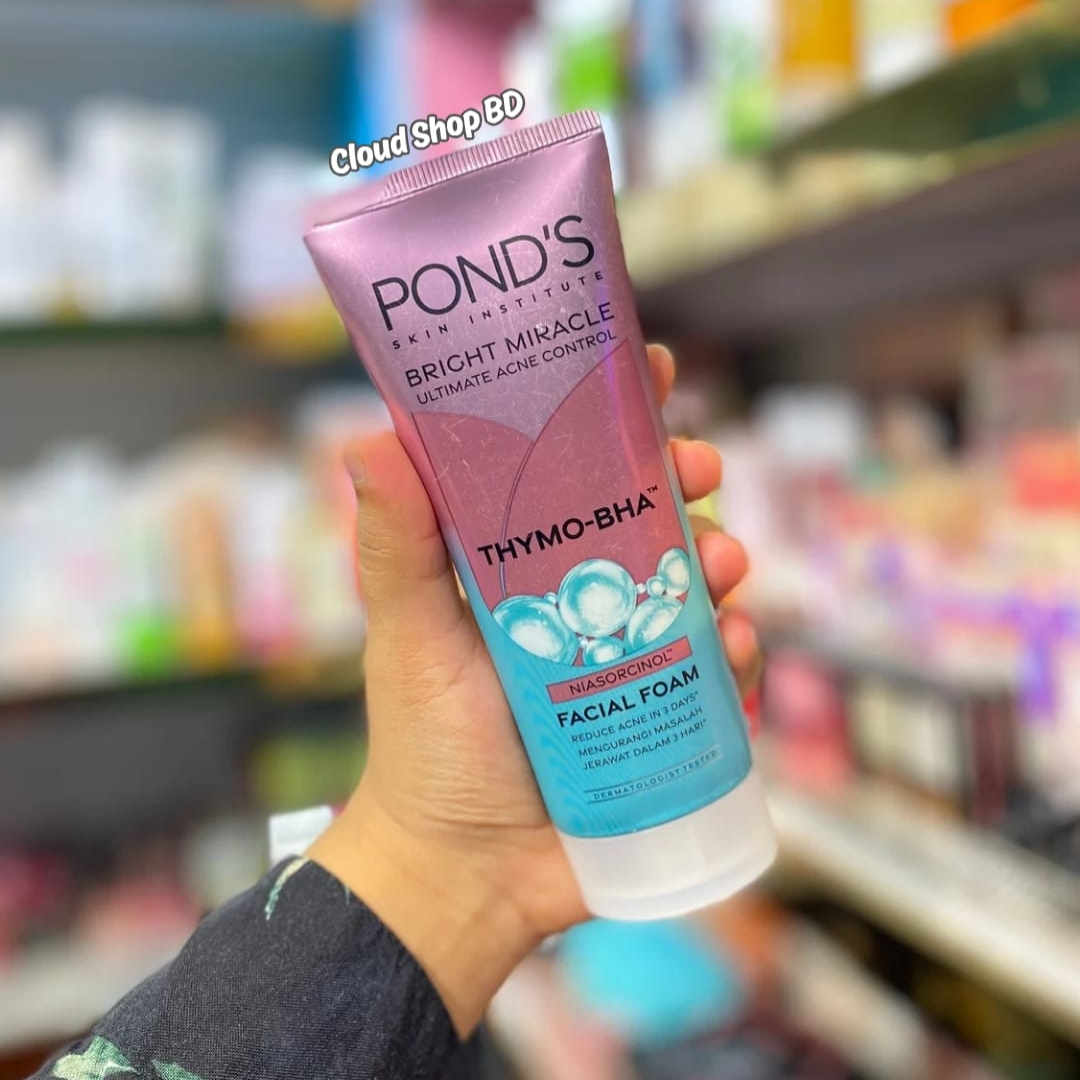 Cloud Shop BD
POND'S
SKIN INSTITUTE
BRIGHT MIRACLE
ULTIMATE ACNE CONTROL
THYMO-BHA™
NIASORCINOL™
FACIAL FOAM
REDUCE ACNE IN 3 DAYS*
MENGURANGI MASALAH
JERAWAT DALAM 3 HARI*
DERMATOLOGIST TESTED